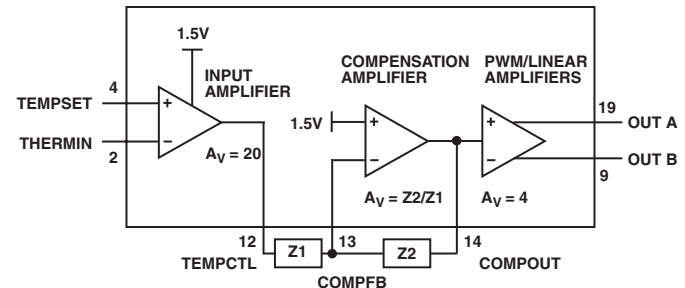 1.5V
INPUT
AMPLIFIER
COMPENSATION
AMPLIFIER
PWM/LINEAR
AMPLIFIERS
4
TEMPSET
+
THERMIN
−
2
AV = 20
1.5V
+
−
AV = Z2/Z1
+
−
AV = 4
19
OUT A
OUT B
9
12
Z1
13
Z2
14
TEMPCTL
COMPFB
COMPOUT